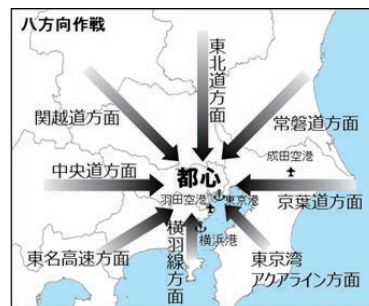 八方向作戦
東北道方面
関越道方面
常磐道方面
成田空港
中央道方面
都心
羽田空港
東京港
京葉道方面
東名高速方面
横羽線方面
横浜港
東京湾
アクアライン方面